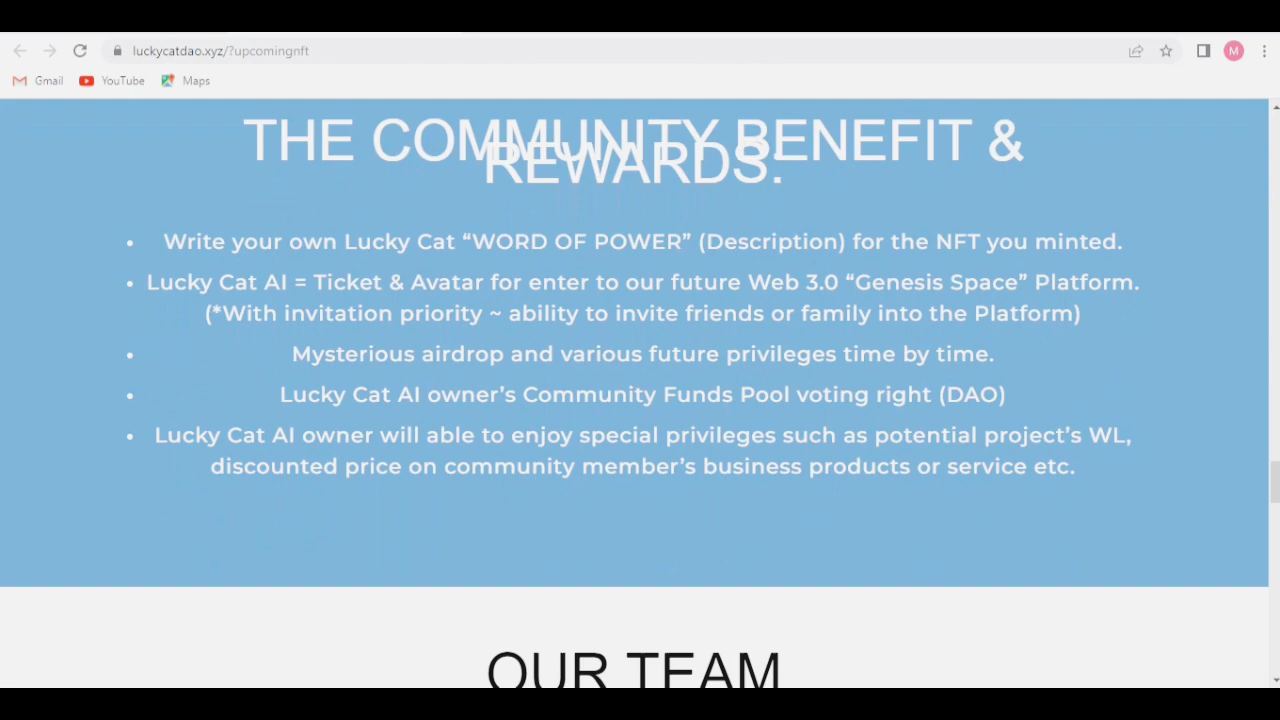 luckycatdao.xyz/?upcomingnft
M
Gmail YouTube Maps
THE COMMUNITY BENEFIT &
REWARDS:
• Write your own Lucky Cat “WORD OF POWER” (Description) for the NFT you minted.
• Lucky Cat AI = Ticket & Avatar for enter to our future Web 3.0 “Genesis Space” Platform.
(*With invitation priority ~ ability to invite friends or family into the Platform)
• Mysterious airdrop and various future privileges time by time.
• Lucky Cat AI owner’s Community Funds Pool voting right (DAO)
• Lucky Cat AI owner will able to enjoy special privileges such as potential project’s WL,
discounted price on community member’s business products or service etc.
OUR TEAM